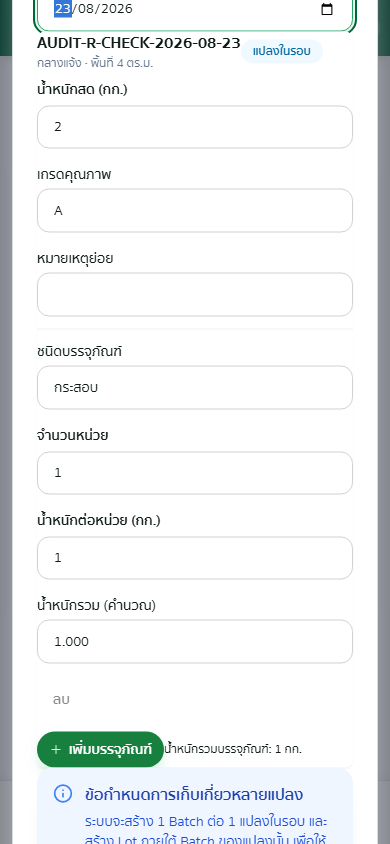 23/08/2026
AUDIT-R-CHECK-2026-08-23
แปลงในรอบ
กลางแจ้ง · พื้นที่ 4 ตร.ม.
น้ำหนักสด (กก.)
2
เกรดคุณภาพ
A
หมายเหตุย่อย
ชนิดบรรจุภัณฑ์
กระสอบ
จำนวนหน่วย
1
น้ำหนักต่อหน่วย (กก.)
1
น้ำหนักรวม (คำนวณ)
1.000
ลบ
+ เพิ่มบรรจุภัณฑ์
น้ำหนักรวมบรรจุภัณฑ์: 1 กก.
ข้อกำหนดการเก็บเกี่ยวหลายแปลง
ระบบจะสร้าง 1 Batch ต่อ 1 แปลงในรอบ และ
สร้าง Lot ภายใต้ Batch ของแปลงนั้น เพื่อให้